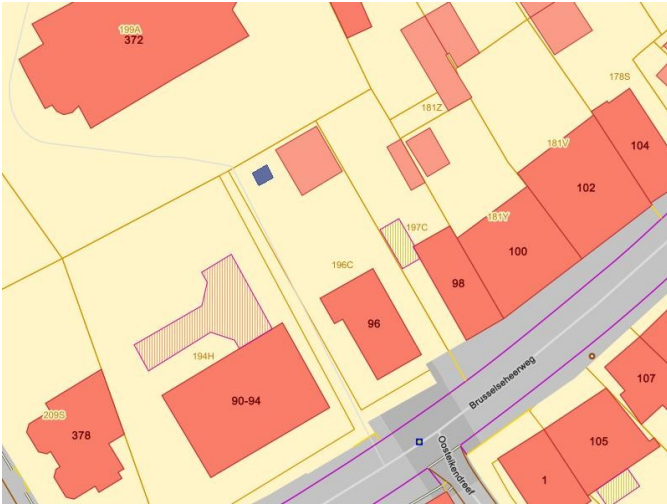 199A
372
178S
181Z
181V
104
102
197C
181Y
100
196C
98
96
194H
90-94
Brusselseheerweg
107
209S
378
Oosteikendreef
105
1